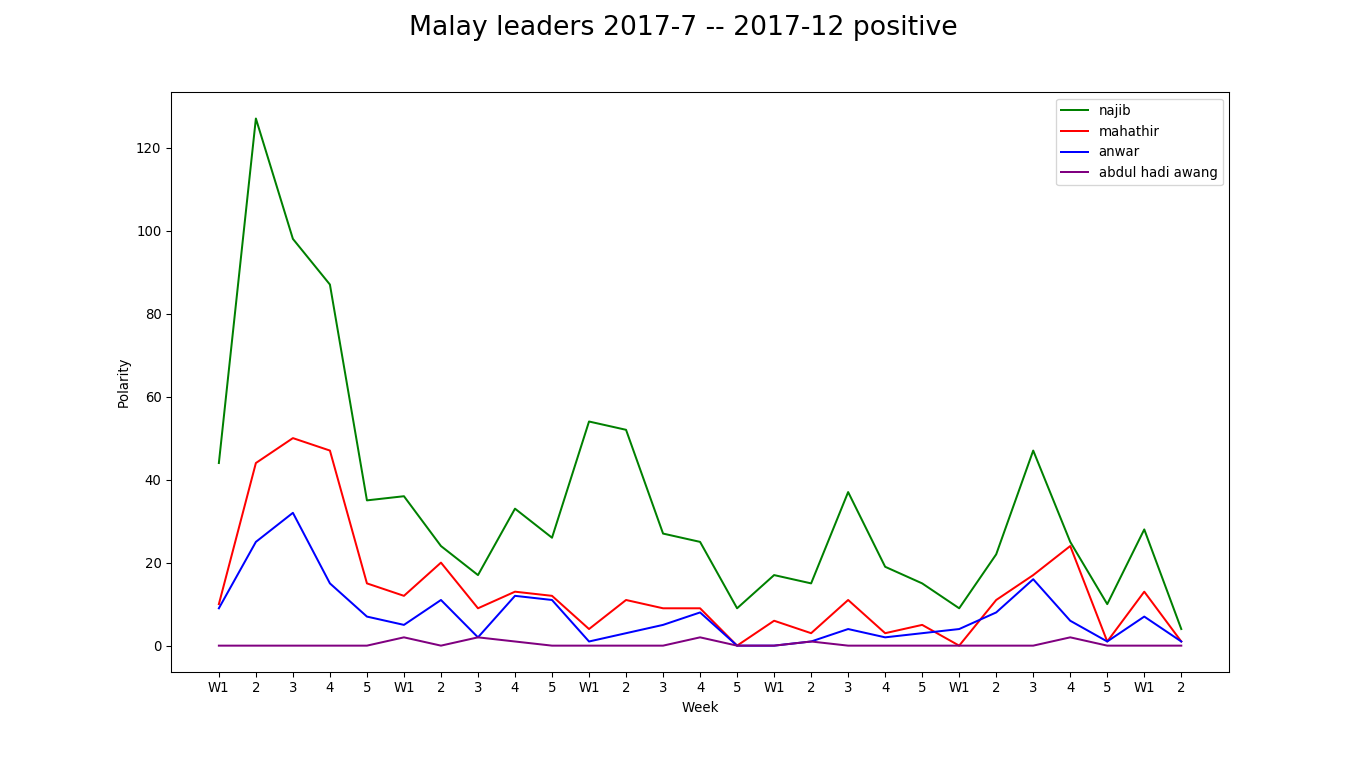 Malay leaders 2017-7 -- 2017-12 positive
najib
mahathir
anwar
abdul hadi awang
120
100
80
60
40
20
0
Polarity
W1 2 3 4 5 W1 2 3 4 5 W1 2 3 4 5 W1 2 3 4 5 W1 2 3 4 5 W1 2
Week